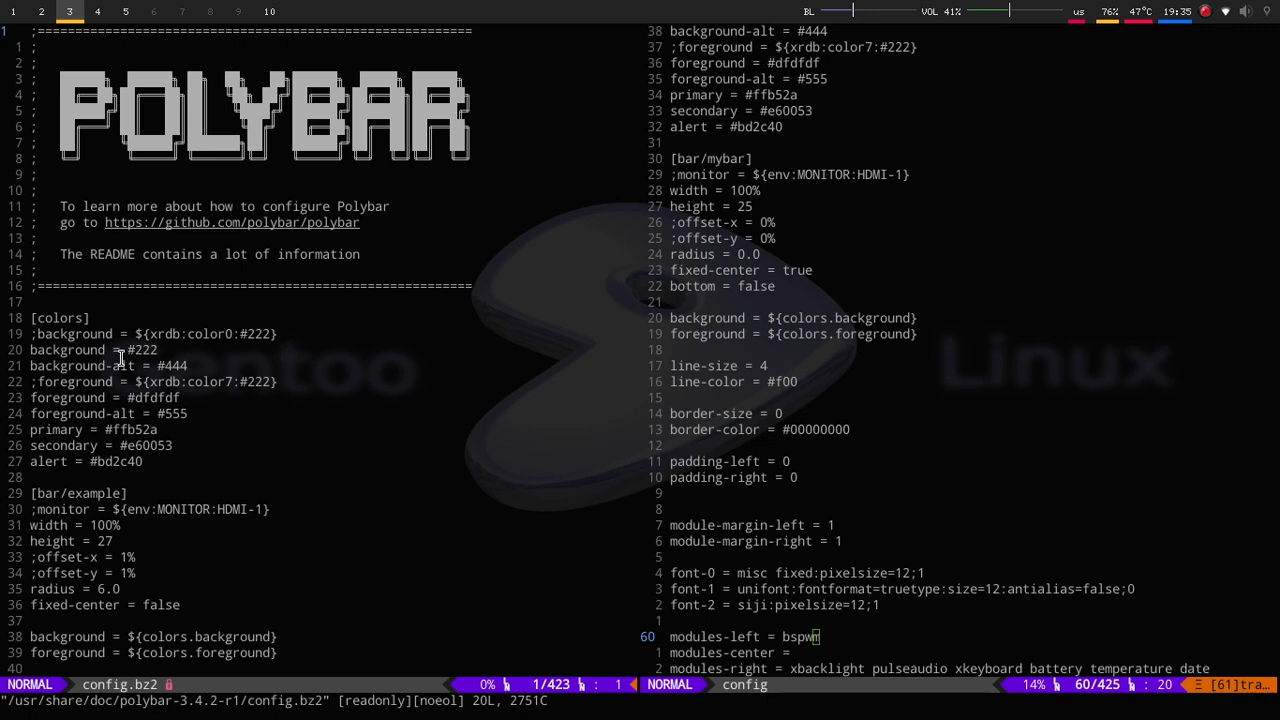 1 2 3 4 5 6 7 8 9 10 BL VOL 41% us 76% 47°C 19:35
1 ;==========================================================
1 ;
2 ;
3 ; POLYBAR
4 ;
5 ;
6 ;
7 ;
8 ;
9 ;
10 ;
11 ;   To learn more about how to configure Polybar
12 ;   go to https://github.com/polybar/polybar
13 ;
14 ;   The README contains a lot of information
15 ;
16 ;==========================================================
17
18 [colors]
19 ;background = ${xrdb:color0:#222}
20 background = #222
21 background-alt = #444
22 ;foreground = ${xrdb:color7:#222}
23 foreground = #dfdfdf
24 foreground-alt = #555
25 primary = #ffb52a
26 secondary = #e60053
27 alert = #bd2c40
28
29 [bar/example]
30 ;monitor = ${env:MONITOR:HDMI-1}
31 width = 100%
32 height = 27
33 ;offset-x = 1%
34 ;offset-y = 1%
35 radius = 6.0
36 fixed-center = false
37
38 background = ${colors.background}
39 foreground = ${colors.foreground}
40
NORMAL config.bz2 0% 1/423 : 1
38 background-alt = #444
37 ;foreground = ${xrdb:color7:#222}
36 foreground = #dfdfdf
35 foreground-alt = #555
34 primary = #ffb52a
33 secondary = #e60053
32 alert = #bd2c40
31
30 [bar/mybar]
29 ;monitor = ${env:MONITOR:HDMI-1}
28 width = 100%
27 height = 25
26 ;offset-x = 0%
25 ;offset-y = 0%
24 radius = 0.0
23 fixed-center = true
22 bottom = false
21
20 background = ${colors.background}
19 foreground = ${colors.foreground}
18
17 line-size = 4
16 line-color = #f00
15
14 border-size = 0
13 border-color = #00000000
12
11 padding-left = 0
10 padding-right = 0
9
8
7 module-margin-left = 1
6 module-margin-right = 1
5
4 font-0 = misc fixed:pixelsize=12;1
3 font-1 = unifont:fontformat=truetype:size=12:antialias=false;0
2 font-2 = siji:pixelsize=12;1
1
60 modules-left = bspwm
1 modules-center =
2 modules-right = xbacklight pulseaudio xkeyboard battery temperature date
NORMAL config 14% 60/425 : 20 Ξ [61]tra…
"/usr/share/doc/polybar-3.4.2-r1/config.bz2" [readonly][noeol] 20L, 2751C
entoo Linux